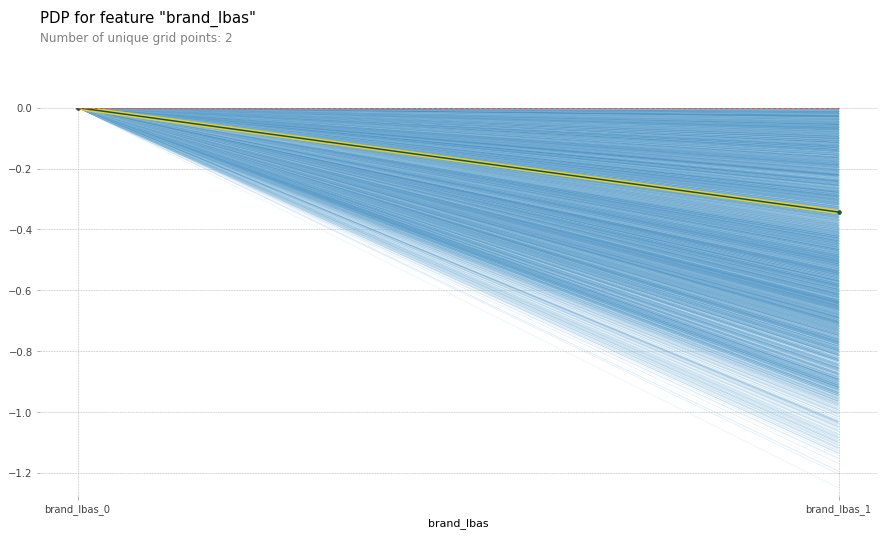 PDP for feature "brand_lbas"
Number of unique grid points: 2
0.0
−0.2
−0.4
−0.6
−0.8
−1.0
−1.2
brand_lbas_0
brand_lbas_1
brand_lbas